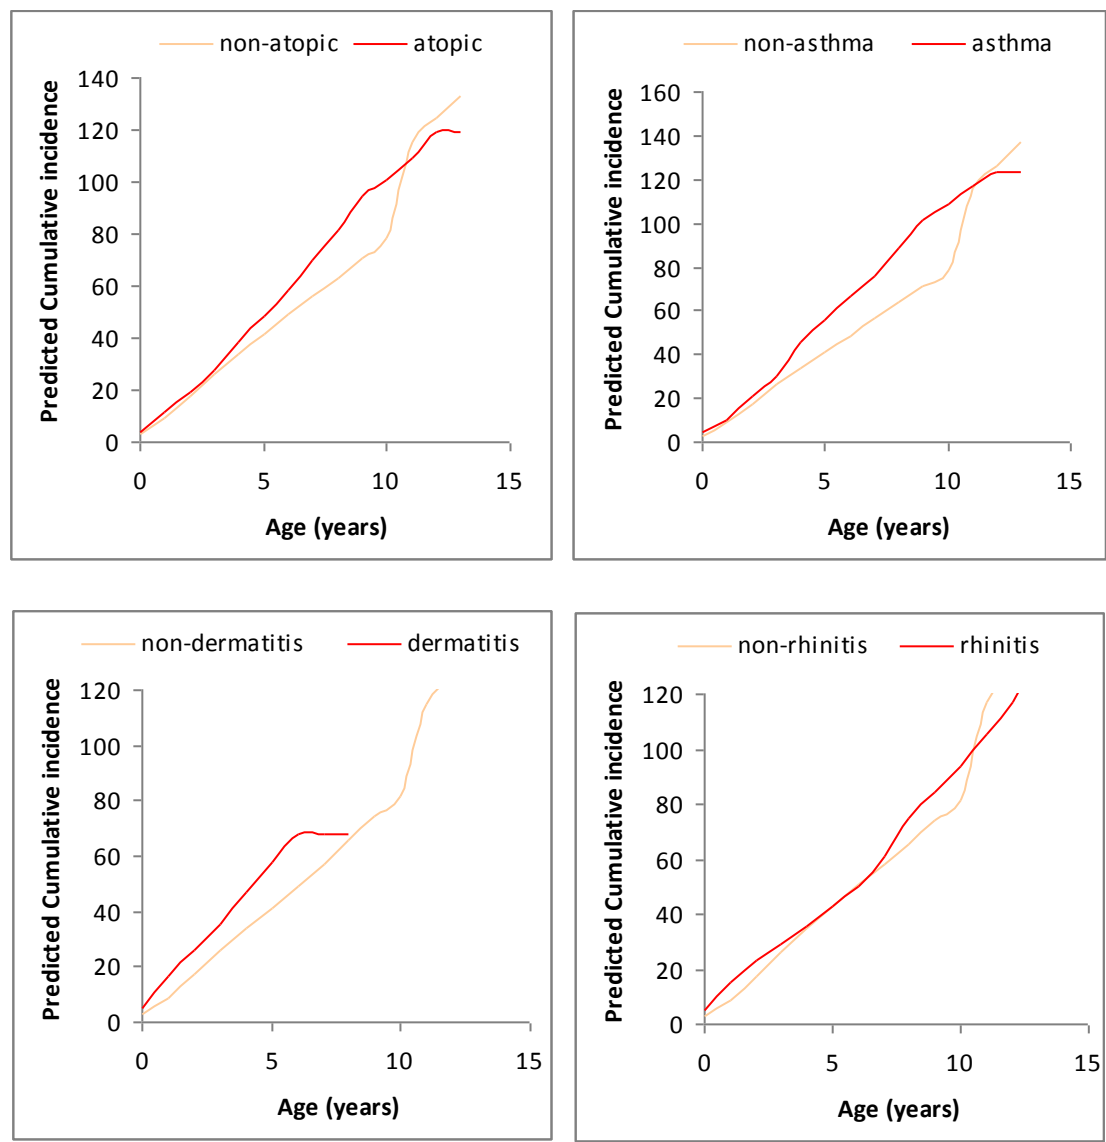 non-atopic atopic
140
120
100
80
60
40
20
0
0 5 10 15
Predicted Cumulative incidence
Age (years)
non-asthma asthma
160
140
120
100
80
60
40
20
0
0 5 10 15
Predicted Cumulative incidence
Age (years)
non-dermatitis dermatitis
120
100
80
60
40
20
0
0 5 10 15
Predicted Cumulative incidence
Age (years)
non-rhinitis rhinitis
120
100
80
60
40
20
0
0 5 10 15
Predicted Cumulative incidence
Age (years)